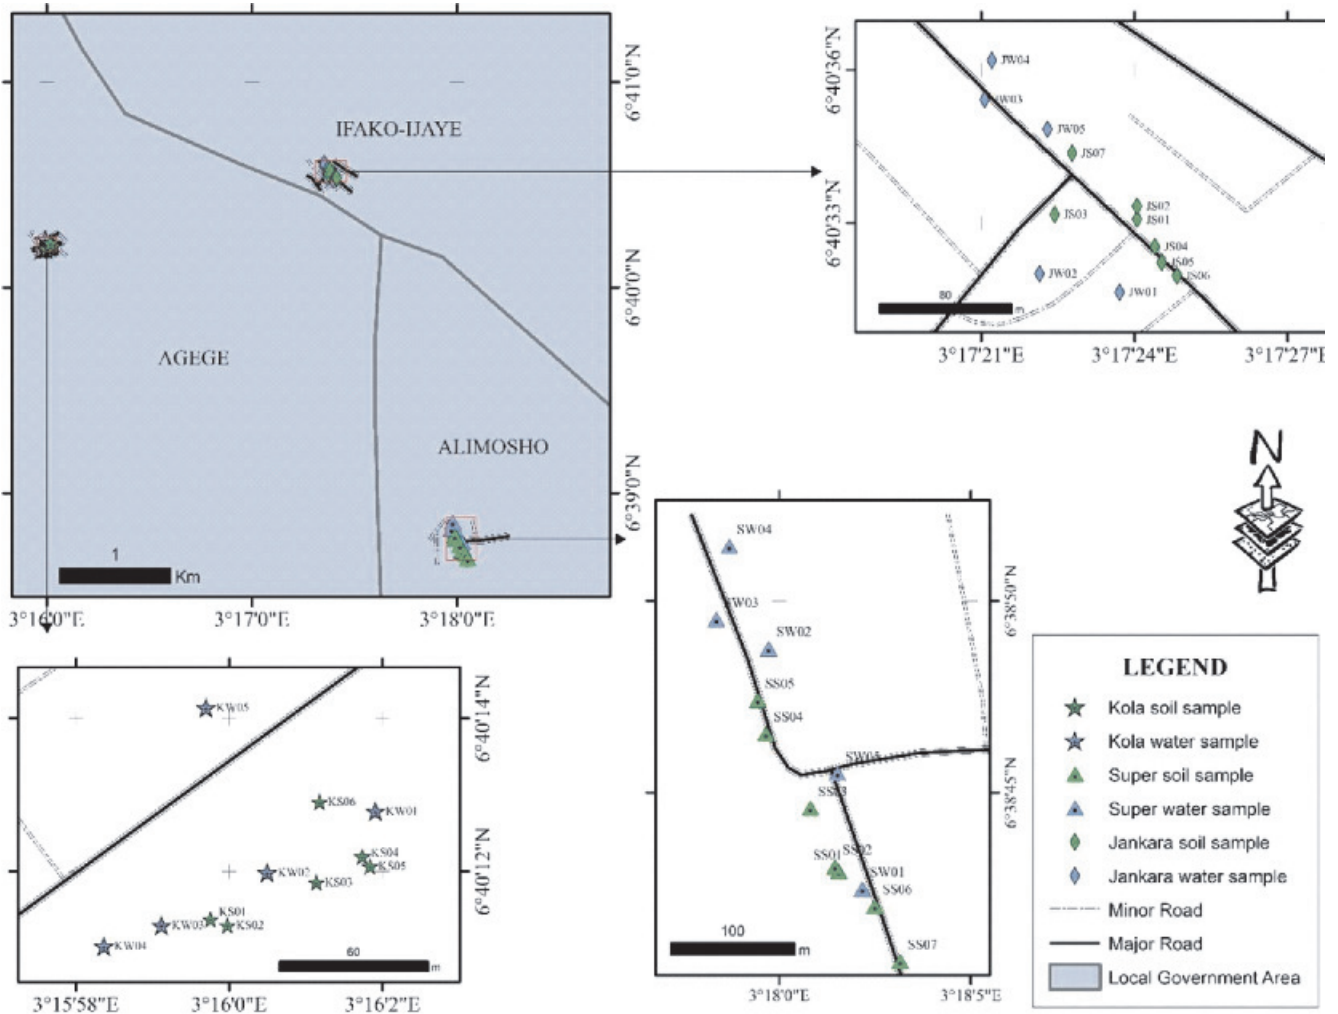 IFAKO-IJAYE
AGEGE
ALIMOSHO
1
Km
3°16'0"E
3°17'0"E
3°18'0"E
6°41'0"N
6°40'0"N
6°39'0"N
JW04
JW03
JW05
JS07
JS02
JS03
JS01
JS04
JS05
JS06
JW02
JW01
80
m
6°40'36"N
6°40'33"N
3°17'21"E
3°17'24"E
3°17'27"E
N
KW05
KS06
KW01
KS04
KS05
KW02
KS03
KS01
KW03
KS02
KW04
60
m
6°40'14"N
6°40'12"N
3°15'58"E
3°16'0"E
3°16'2"E
SW04
SW03
SW02
SS05
SS04
SW05
SS03
SS02
SS01
SW01
SS06
SS07
100
m
6°38'50"N
6°38'45"N
3°18'0"E
3°18'5"E
LEGEND
Kola soil sample
Kola water sample
Super soil sample
Super water sample
Jankara soil sample
Jankara water sample
Minor Road
Major Road
Local Government Area